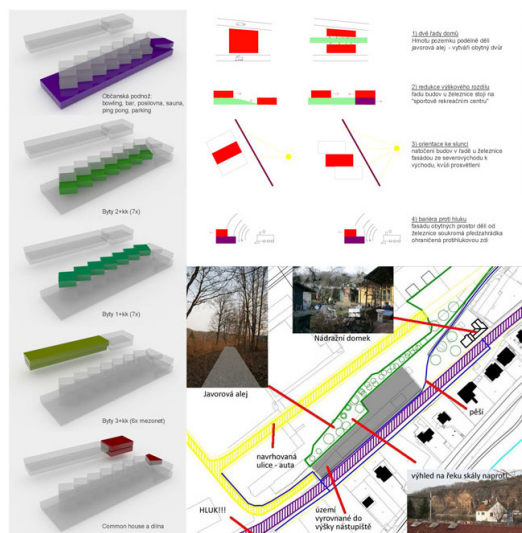 Občanská podnož:
bowling, bar, posilovna, sauna,
ping pong, parking
Byty 2+kk (7x)
Byty 1+kk (7x)
Byty 3+kk (6x mezonet)
Common house a dílna
1) dvě řady domů
Hmotu pozemku podélně dělí
javorová alej - vytváří obytný dvůr
2) redukce výškového rozdílu
řadu budov u železnice stojí na
"sportově rekreačním centru"
3) orientace ke slunci
natočení budov v řadě u železnice
fasádou ze severovýchodu k
východu, kvůli prosvětlení
4) bariéra proti hluku
fasádu obytných prostor dělí od
železnice soukromá předzahrádka
ohraničená protihlukovou zdí
Nádražní domek
Javorová alej
pěší
navrhovaná
ulice - auta
výhled na řeku skály naproti
HLUK!!!
území
vyrovnané do
výšky nástupiště